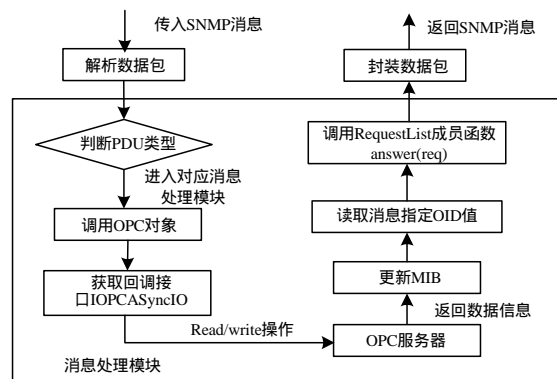 传入SNMP消息
解析数据包
判断PDU类型
进入对应消息
处理模块
调用OPC对象
获取回调接
口IOPCASyncIO
Read/write操作
消息处理模块
返回SNMP消息
封装数据包
调用RequestList成员函数
answer(req)
读取消息指定OID值
更新MIB
返回数据信息
OPC服务器